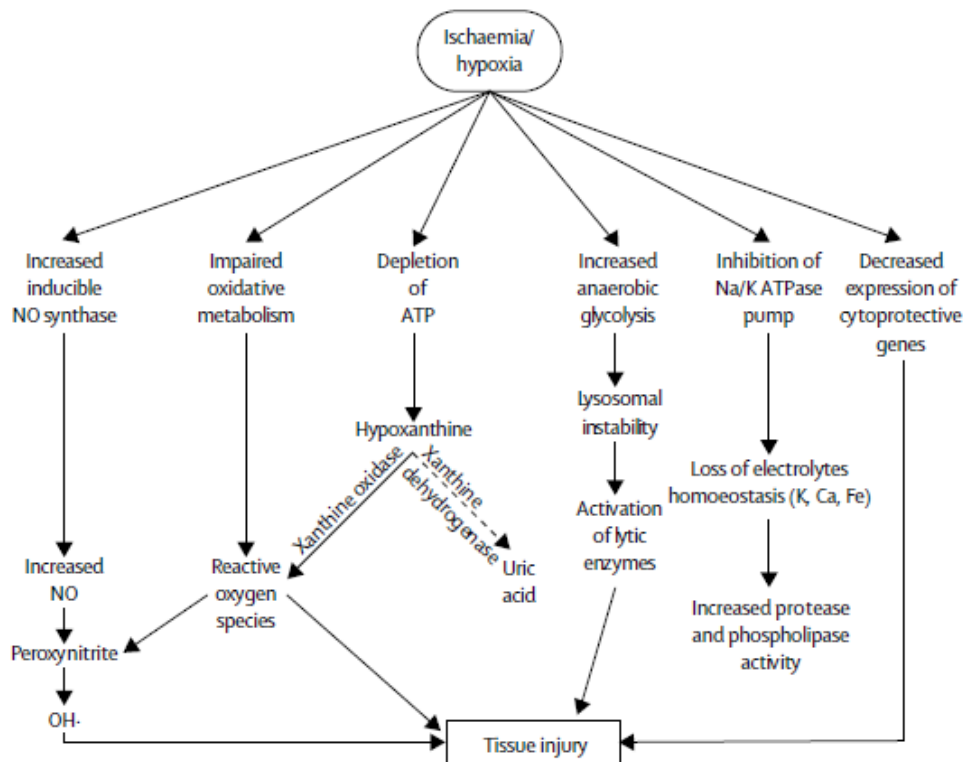 Ischaemia/
hypoxia
Increased
inducible
NO synthase
Impaired
oxidative
metabolism
Depletion
of
ATP
Increased
anaerobic
glycolysis
Inhibition of
Na/K ATPase
pump
Decreased
expression of
cytoprotective
genes
Lysosomal
instability
Hypoxanthine
Xanthine oxidase
Xanthine
dehydrogenase
Loss of electrolytes
homoeostasis (K, Ca, Fe)
Activation
of lytic
enzymes
Increased
NO
Reactive
oxygen
species
Uric
acid
Increased protease
and phospholipase
activity
Peroxynitrite
OH·
Tissue injury